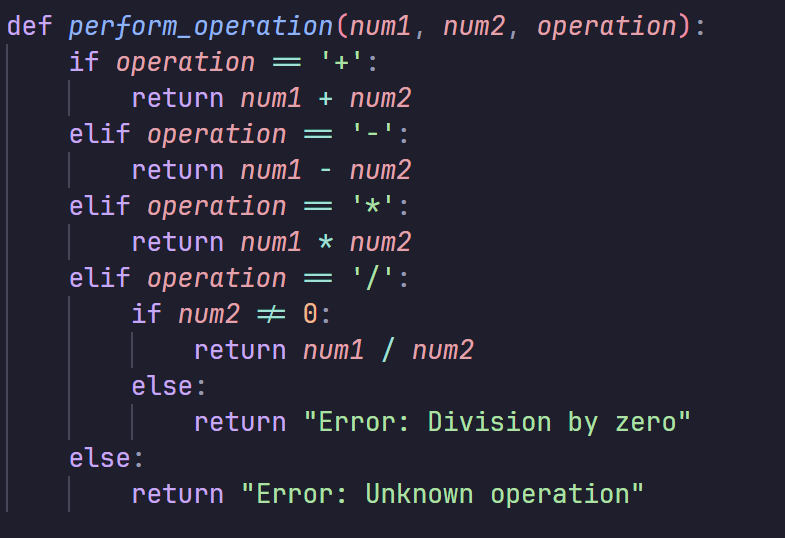 def perform_operation(num1, num2, operation):
    if operation == '+':
        return num1 + num2
    elif operation == '-':
        return num1 - num2
    elif operation == '*':
        return num1 * num2
    elif operation == '/':
        if num2 != 0:
            return num1 / num2
        else:
            return "Error: Division by zero"
    else:
        return "Error: Unknown operation"